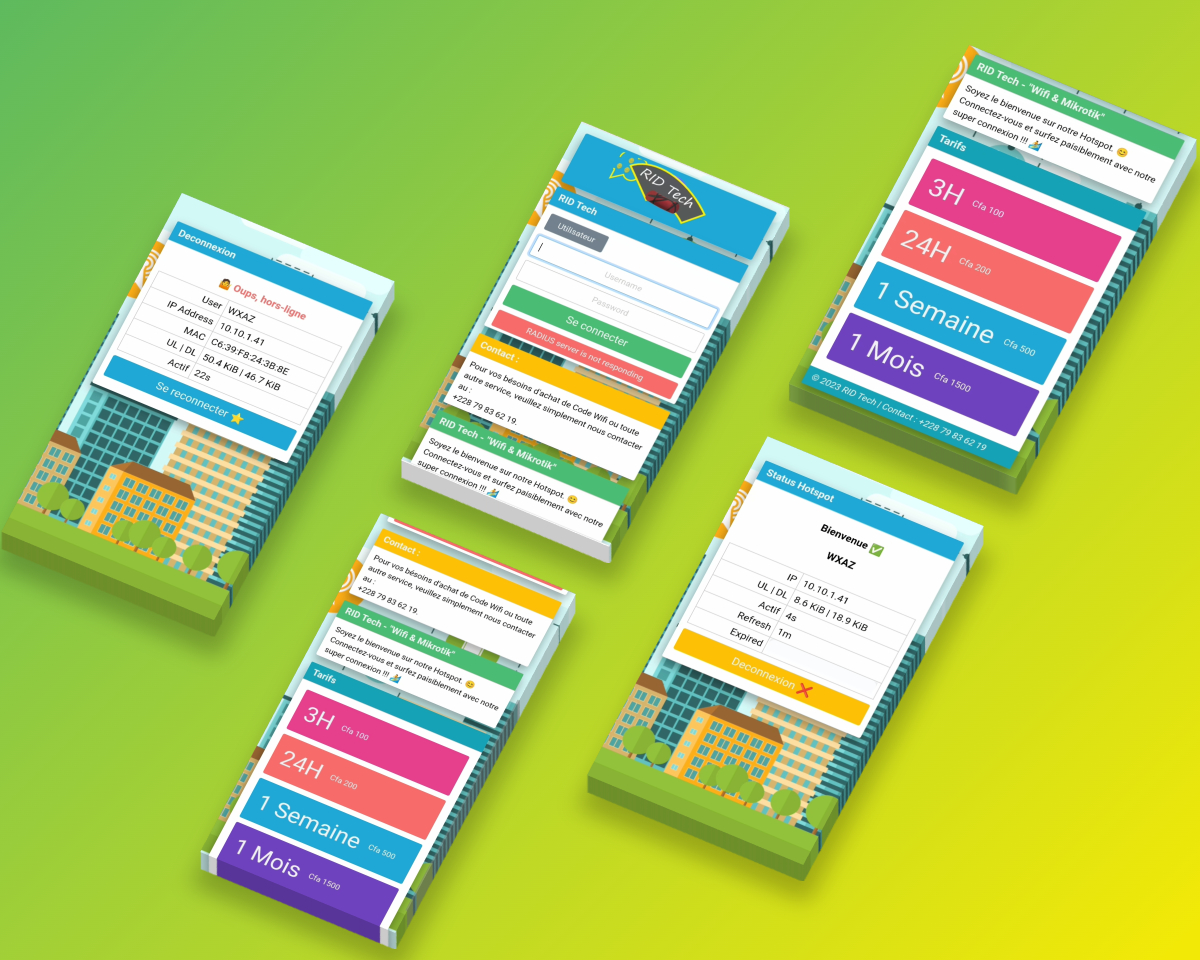 Deconnexion
🤷 Oups, hors-ligne
User WXAZ
IP Address 10.10.1.41
MAC C6:39:F8:24:3B:8E
UL | DL 50.4 KiB | 46.7 KiB
Actif 22s
Se reconnecter ⭐
RID Tech
RID Tech
Utilisateur
Username
Password
Se connecter
RADIUS server is not responding
Contact :
Pour vos bésoins d'achat de Code Wifi ou toute
autre service, veuillez simplement nous contacter
au :
+228 79 83 62 19.
RID Tech - "Wifi & Mikrotik"
Soyez le bienvenue sur notre Hotspot. 😊
Connectez-vous et surfez paisiblement avec notre
super connexion !!! 🏄
RID Tech - "Wifi & Mikrotik"
Soyez le bienvenue sur notre Hotspot. 😊
Connectez-vous et surfez paisiblement avec notre
super connexion !!! 🏄
Tarifs
3H Cfa 100
24H Cfa 200
1 Semaine Cfa 500
1 Mois Cfa 1500
© 2023 RID Tech | Contact : +228 79 83 62 19
Contact :
Pour vos bésoins d'achat de Code Wifi ou toute
autre service, veuillez simplement nous contacter
au :
+228 79 83 62 19.
RID Tech - "Wifi & Mikrotik"
Soyez le bienvenue sur notre Hotspot. 😊
Connectez-vous et surfez paisiblement avec notre
super connexion !!! 🏄
Tarifs
3H Cfa 100
24H Cfa 200
1 Semaine Cfa 500
1 Mois Cfa 1500
Status Hotspot
Bienvenue ✅
WXAZ
IP 10.10.1.41
UL | DL 8.6 KiB | 18.9 KiB
Actif 4s
Refresh 1m
Expired
Deconnexion ❌